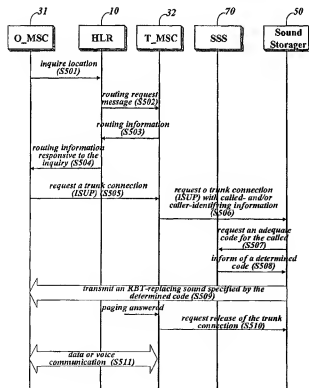 31
10
32
70
50
O_MSC
HLR
T_MSC
SSS
Sound
Storager
inquire location
(S501)
routing request
message (S502)
routing information
(S503)
routing information
responsive to the
inquiry (S504)
request a trunk connection
(ISUP) (S505)
request o trunk connection
(ISUP) with called- and/or
caller-identifying information
(S506)
request an adequate
code for the called
(S507)
inform of a determined
code (S508)
transmit an RBT-replacing sound specified by the
determined code (S509)
paging answered
request release of the trunk
connection (S510)
data or voice
communication (S511)